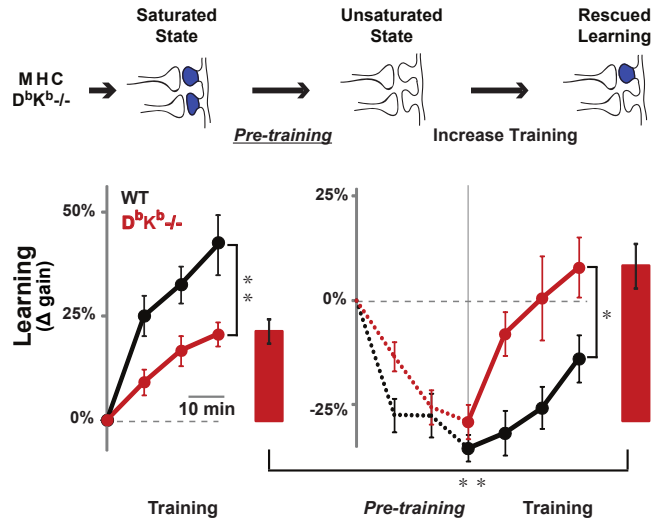 Saturated
State
Unsaturated
State
Rescued
Learning
MHC
DᵇKᵇ-/-
Pre-training
Increase Training
Learning
(Δ gain)
50%
25%
0%
WT
DᵇKᵇ-/-
**
10 min
25%
0%
-25%
*
**
Training
Pre-training
Training